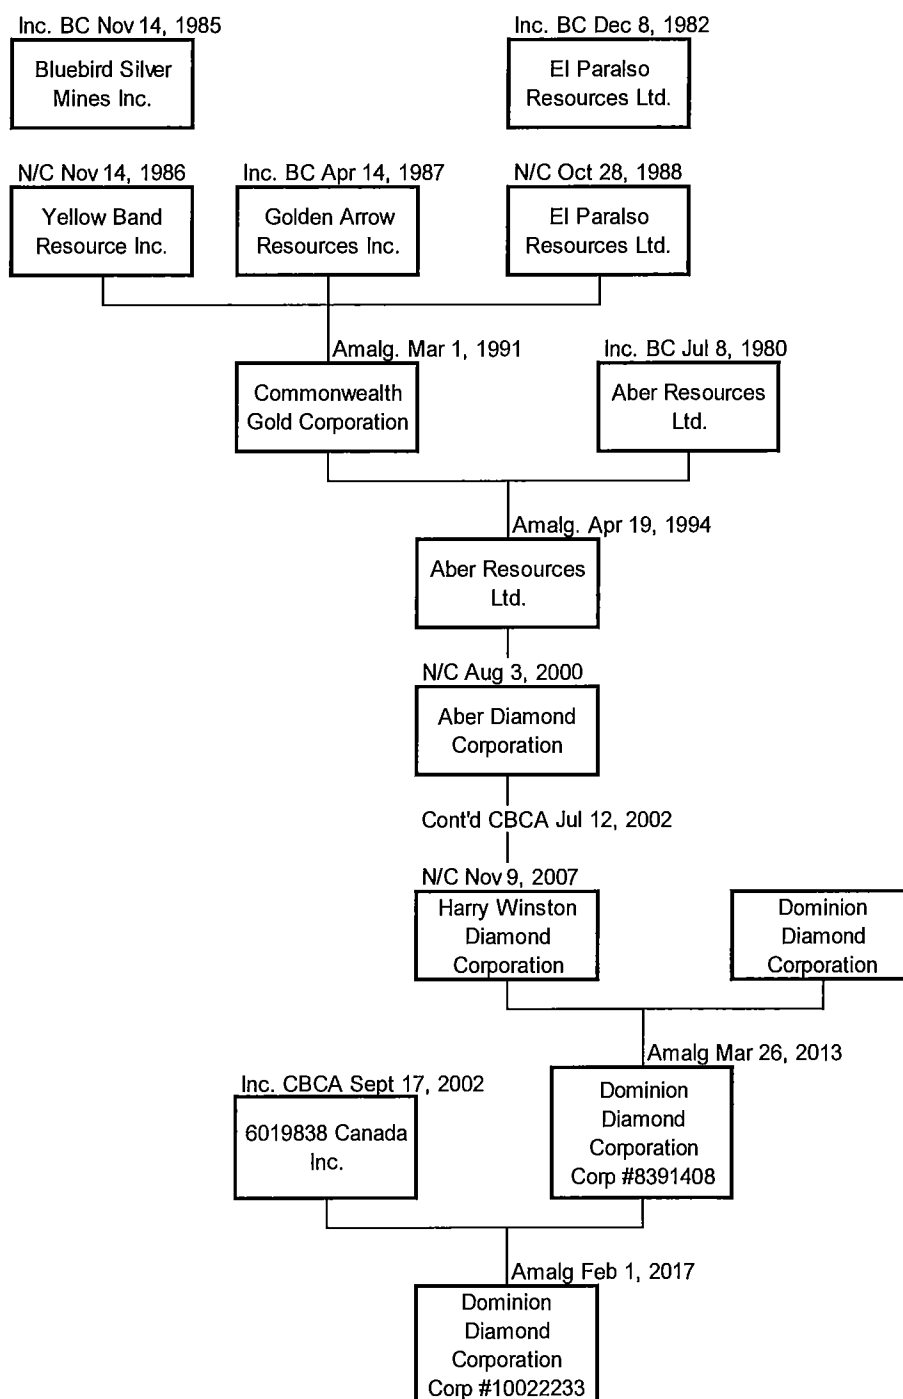 Inc. BC Nov 14, 1985
Bluebird Silver
Mines Inc.
Inc. BC Dec 8, 1982
El Paralso
Resources Ltd.
N/C Nov 14, 1986
Yellow Band
Resource Inc.
Inc. BC Apr 14, 1987
Golden Arrow
Resources Inc.
N/C Oct 28, 1988
El Paralso
Resources Ltd.
Amalg. Mar 1, 1991
Commonwealth
Gold Corporation
Inc. BC Jul 8, 1980
Aber Resources
Ltd.
Amalg. Apr 19, 1994
Aber Resources
Ltd.
N/C Aug 3, 2000
Aber Diamond
Corporation
Cont'd CBCA Jul 12, 2002
N/C Nov 9, 2007
Harry Winston
Diamond
Corporation
Dominion
Diamond
Corporation
Amalg Mar 26, 2013
Dominion
Diamond
Corporation
Corp #8391408
Inc. CBCA Sept 17, 2002
6019838 Canada
Inc.
Amalg Feb 1, 2017
Dominion
Diamond
Corporation
Corp #10022233